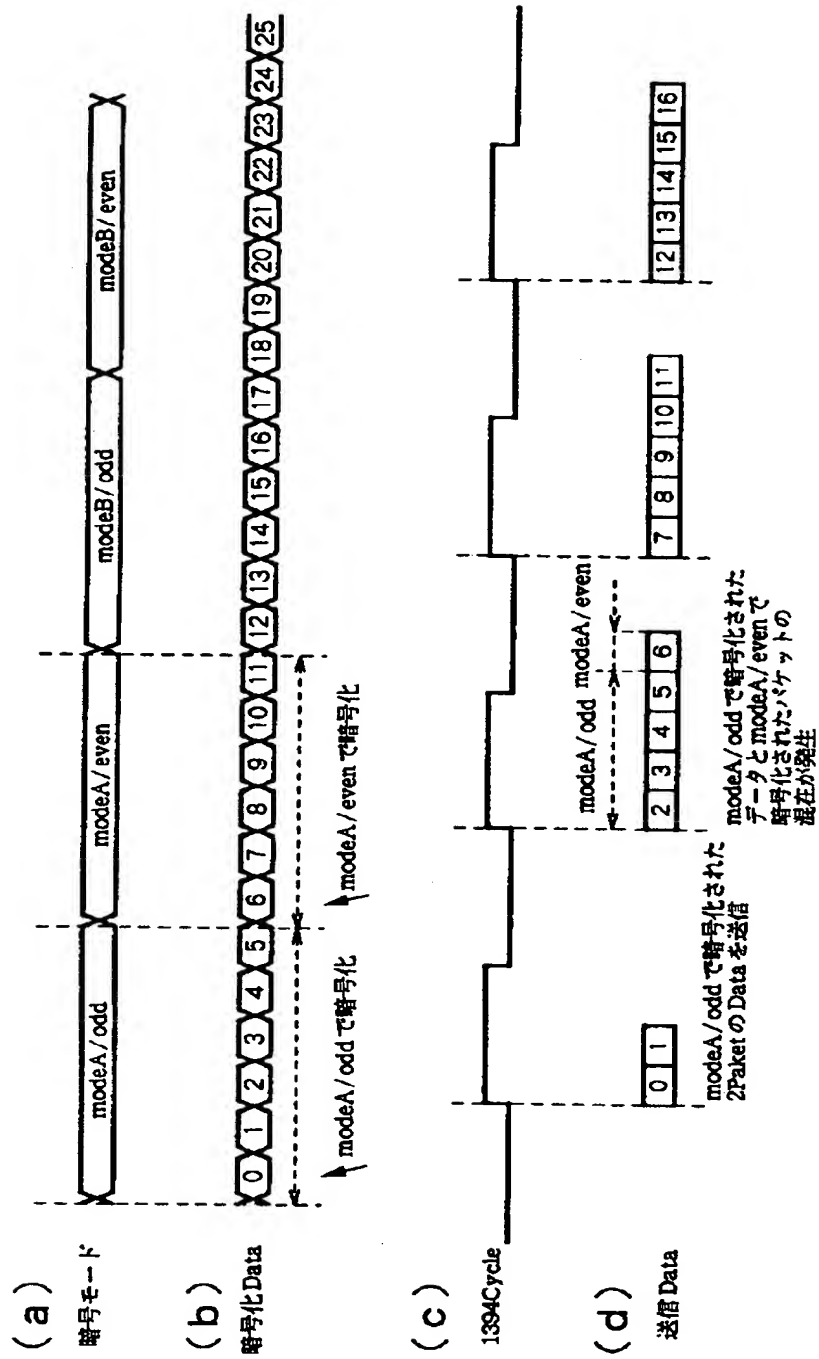 (a)
暗号モード
modeA/odd
modeA/even
modeB/odd
modeB/even
(b)
暗号化Data
0 1 2 3 4 5 6 7 8 9 10 11 12 13 14 15 16 17 18 19 20 21 22 23 24 25
modeA/oddで暗号化
modeA/evenで暗号化
(c)
1394Cycle
(d)
送信Data
0 1
modeA/oddで暗号化された
2PaketのDataを送信
modeA/odd
modeA/even
2 3 4 5 6
modeA/oddで暗号化された
データとmodeA/evenで
暗号化されたパケットの
混在が発生
7 8 9 10 11
12 13 14 15 16